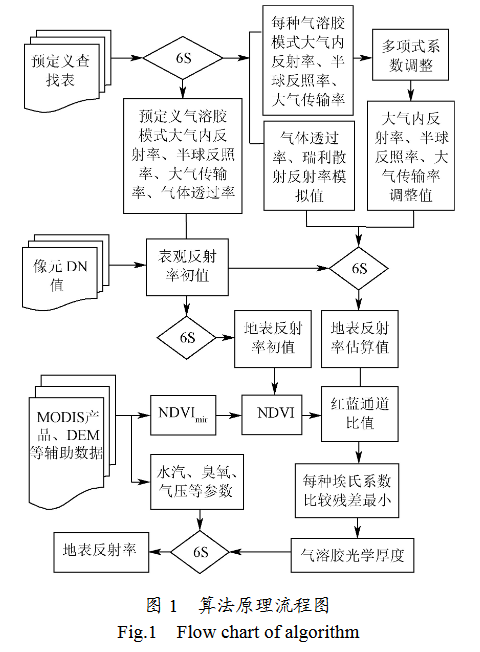 预定义查
找表
6S
每种气溶胶
模式大气内
反射率、半
球反照率、
大气传输率
多项式系
数调整
预定义气溶胶
模式大气内反
射率、半球反照
率、大气传输
率、气体透过率
气体透过
率、瑞利散
射反射率模
拟值
大气内反
射率、半球
反照率、大
气传输率
调整值
像元 DN
值
表观反射
率初值
6S
6S
地表反射
率初值
地表反射
率估算值
MODIS产
品、DEM
等辅助数据
NDVImir
NDVI
红蓝通道
比值
水汽、臭氧、
气压等参数
每种埃氏系数
比较残差最小
地表反射率
6S
气溶胶光学厚度
图 1 算法原理流程图
Fig.1 Flow chart of algorithm